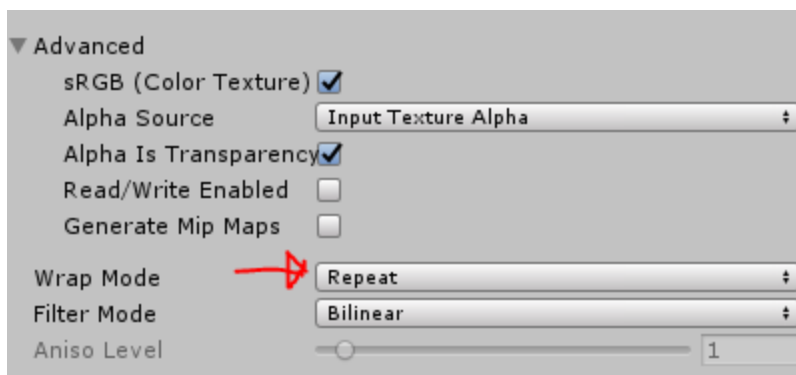 Advanced
sRGB (Color Texture)
Alpha Source Input Texture Alpha
Alpha Is Transparency
Read/Write Enabled
Generate Mip Maps
Wrap Mode Repeat
Filter Mode Bilinear
Aniso Level 1